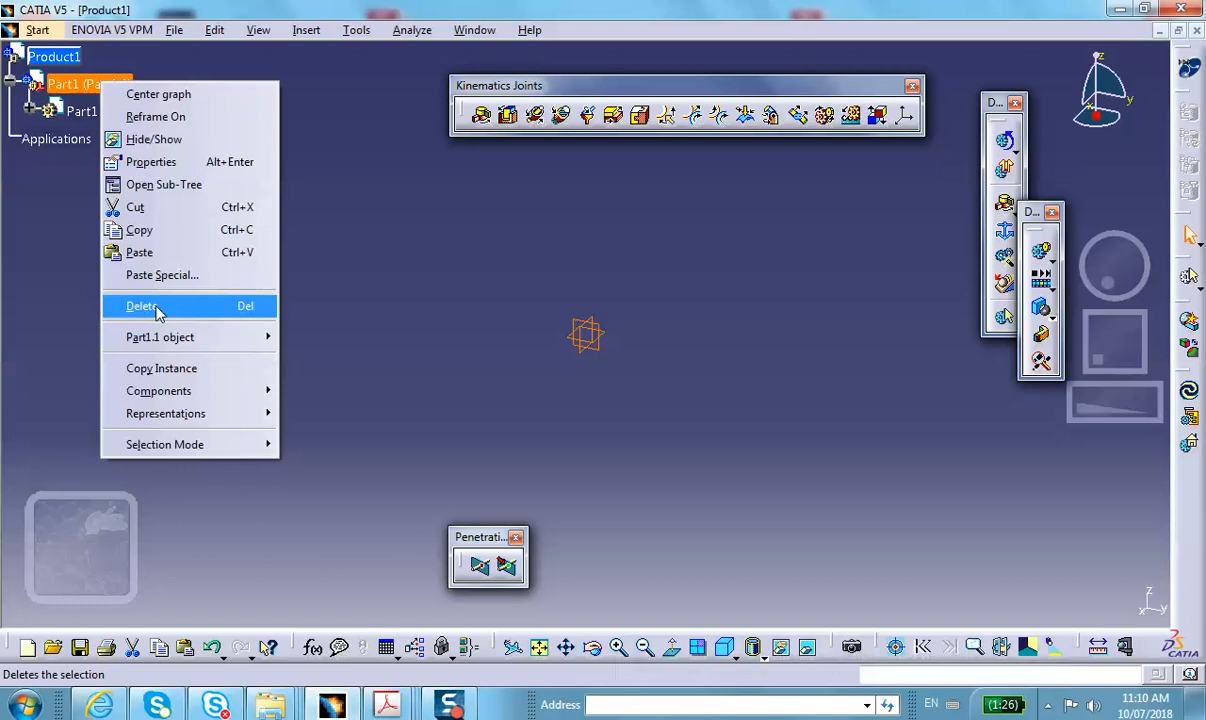 CATIA V5 - [Product1]
Start ENOVIA V5 VPM File Edit View Insert Tools Analyze Window Help
Product1
Part1
Part1
Applications
Center graph
Reframe On
Hide/Show
Properties Alt+Enter
Open Sub-Tree
Cut Ctrl+X
Copy Ctrl+C
Paste Ctrl+V
Paste Special...
Delete Del
Part1.1 object
Copy Instance
Components
Representations
Selection Mode
Kinematics Joints
D...
D...
Penetrati...
z
y
x
z
y
f(x)
CATIA
Deletes the selection
Address
EN
(1:26)
11:10 AM
10/07/2018